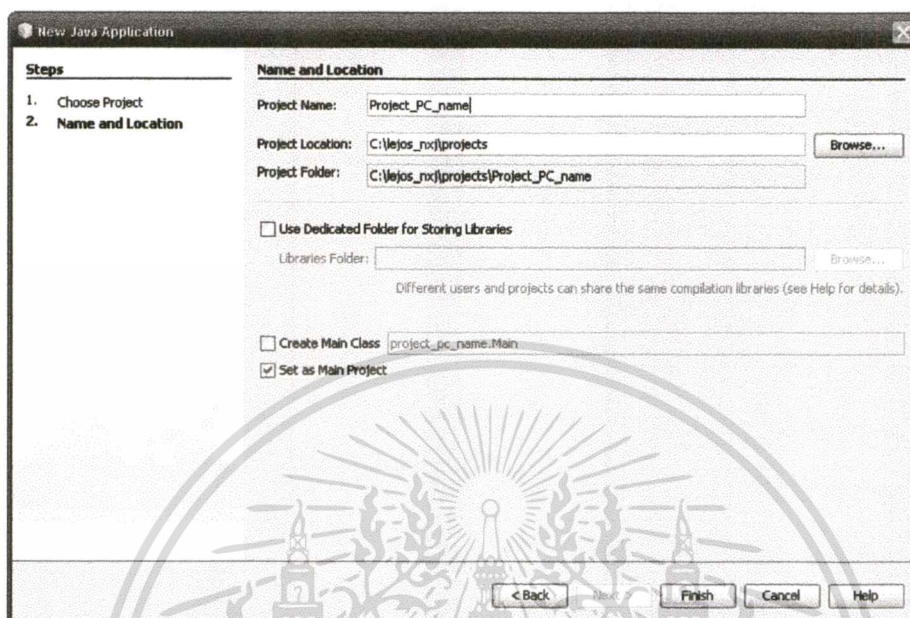 New Java Application
Steps
1. Choose Project
2. Name and Location
Name and Location
Project Name: Project_PC_name
Project Location: C:\lejos_nxj\projects Browse...
Project Folder: C:\lejos_nxj\projects\Project_PC_name
Use Dedicated Folder for Storing Libraries
Libraries Folder: Browse...
Different users and projects can share the same compilation libraries (see Help for details).
Create Main Class project_pc_name.Main
Set as Main Project
< Back Next > Finish Cancel Help